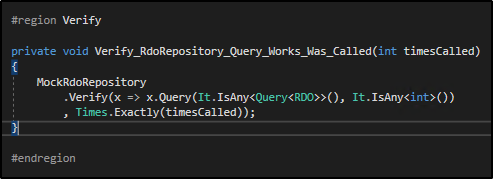 #region Verify
private void Verify_RdoRepository_Query_Works_Was_Called(int timesCalled)
{
MockRdoRepository
.Verify(x => x.Query(It.IsAny<Query<RDO>>(), It.IsAny<int>())
, Times.Exactly(timesCalled));
}
#endregion